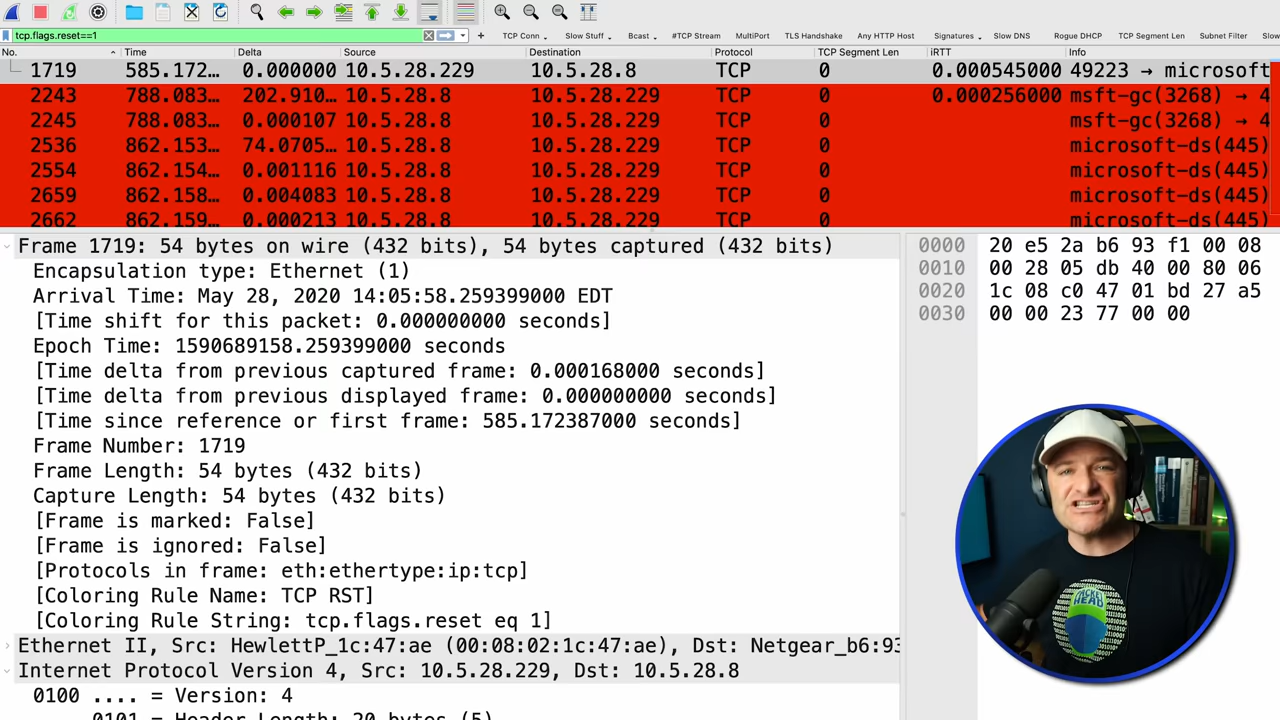 tcp.flags.reset==1
TCP Conn
Slow Stuff
Bcast
#TCP Stream
MultiPort
TLS Handshake
Any HTTP Host
Signatures
Slow DNS
Rogue DHCP
TCP Segment Len
Subnet Filter
Slow
No. Time Delta Source Destination Protocol TCP Segment Len iRTT Info
1719 585.172… 0.000000 10.5.28.229 10.5.28.8 TCP 0 0.000545000 49223 → microsoft
2243 788.083… 202.910… 10.5.28.8 10.5.28.229 TCP 0 0.000256000 msft-gc(3268) → 4
2245 788.083… 0.000107 10.5.28.8 10.5.28.229 TCP 0 msft-gc(3268) → 4
2536 862.153… 74.0705… 10.5.28.8 10.5.28.229 TCP 0 microsoft-ds(445)
2554 862.154… 0.001116 10.5.28.8 10.5.28.229 TCP 0 microsoft-ds(445)
2659 862.158… 0.004083 10.5.28.8 10.5.28.229 TCP 0 microsoft-ds(445)
2662 862.159… 0.000213 10.5.28.8 10.5.28.229 TCP 0 microsoft-ds(445)
Frame 1719: 54 bytes on wire (432 bits), 54 bytes captured (432 bits)
Encapsulation type: Ethernet (1)
Arrival Time: May 28, 2020 14:05:58.259399000 EDT
[Time shift for this packet: 0.000000000 seconds]
Epoch Time: 1590689158.259399000 seconds
[Time delta from previous captured frame: 0.000168000 seconds]
[Time delta from previous displayed frame: 0.000000000 seconds]
[Time since reference or first frame: 585.172387000 seconds]
Frame Number: 1719
Frame Length: 54 bytes (432 bits)
Capture Length: 54 bytes (432 bits)
[Frame is marked: False]
[Frame is ignored: False]
[Protocols in frame: eth:ethertype:ip:tcp]
[Coloring Rule Name: TCP RST]
[Coloring Rule String: tcp.flags.reset eq 1]
Ethernet II, Src: HewlettP_1c:47:ae (00:08:02:1c:47:ae), Dst: Netgear_b6:93
Internet Protocol Version 4, Src: 10.5.28.229, Dst: 10.5.28.8
0100 .... = Version: 4
.... 0101 = Header Length: 20 bytes (5)
0000 20 e5 2a b6 93 f1 00 08
0010 00 28 05 db 40 00 80 06
0020 1c 08 c0 47 01 bd 27 a5
0030 00 00 23 77 00 00
PACKET
HEAD